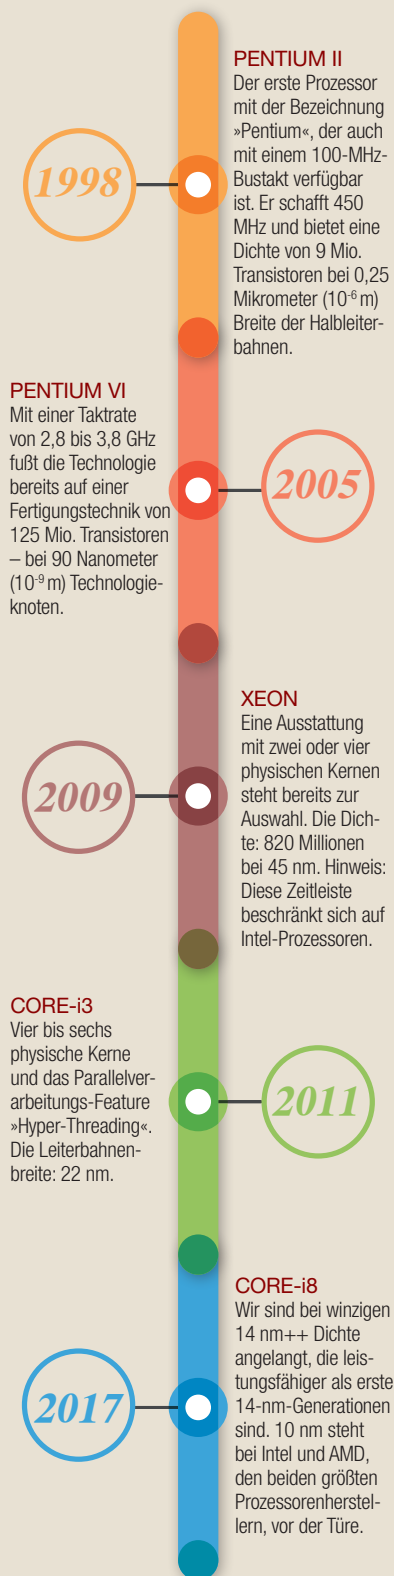 1998
PENTIUM II
Der erste Prozessor
mit der Bezeichnung
»Pentium«, der auch
mit einem 100-MHz-
Bustakt verfügbar
ist. Er schafft 450
MHz und bietet eine
Dichte von 9 Mio.
Transistoren bei 0,25
Mikrometer (10⁻⁶ m)
Breite der Halbleiter-
bahnen.
2005
PENTIUM VI
Mit einer Taktrate
von 2,8 bis 3,8 GHz
fußt die Technologie
bereits auf einer
Fertigungstechnik von
125 Mio. Transistoren
– bei 90 Nanometer
(10⁻⁹ m) Technologie-
knoten.
2009
XEON
Eine Ausstattung
mit zwei oder vier
physischen Kernen
steht bereits zur
Auswahl. Die Dich-
te: 820 Millionen
bei 45 nm. Hinweis:
Diese Zeitleiste
beschränkt sich auf
Intel-Prozessoren.
2011
CORE-i3
Vier bis sechs
physische Kerne
und das Parallelver-
arbeitungs-Feature
»Hyper-Threading«.
Die Leiterbahnen-
breite: 22 nm.
2017
CORE-i8
Wir sind bei winzigen
14 nm++ Dichte
angelangt, die leis-
tungsfähiger als erste
14-nm-Generationen
sind. 10 nm steht
bei Intel und AMD,
den beiden größten
Prozessorenherstel-
lern, vor der Türe.